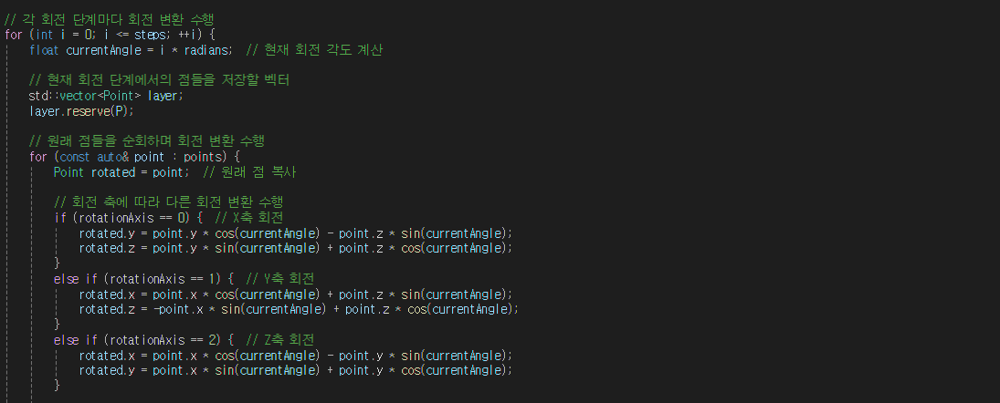 // 각 회전 단계마다 회전 변환 수행
for (int i = 0; i <= steps; ++i) {
float currentAngle = i * radians;  // 현재 회전 각도 계산
// 현재 회전 단계에서의 점들을 저장할 벡터
std::vector<Point> layer;
layer.reserve(P);
// 원래 점들을 순회하며 회전 변환 수행
for (const auto& point : points) {
Point rotated = point;  // 원래 점 복사
// 회전 축에 따라 다른 회전 변환 수행
if (rotationAxis == 0) {  // X축 회전
rotated.y = point.y * cos(currentAngle) - point.z * sin(currentAngle);
rotated.z = point.y * sin(currentAngle) + point.z * cos(currentAngle);
}
else if (rotationAxis == 1) {  // Y축 회전
rotated.x = point.x * cos(currentAngle) + point.z * sin(currentAngle);
rotated.z = -point.x * sin(currentAngle) + point.z * cos(currentAngle);
}
else if (rotationAxis == 2) {  // Z축 회전
rotated.x = point.x * cos(currentAngle) - point.y * sin(currentAngle);
rotated.y = point.x * sin(currentAngle) + point.y * cos(currentAngle);
}